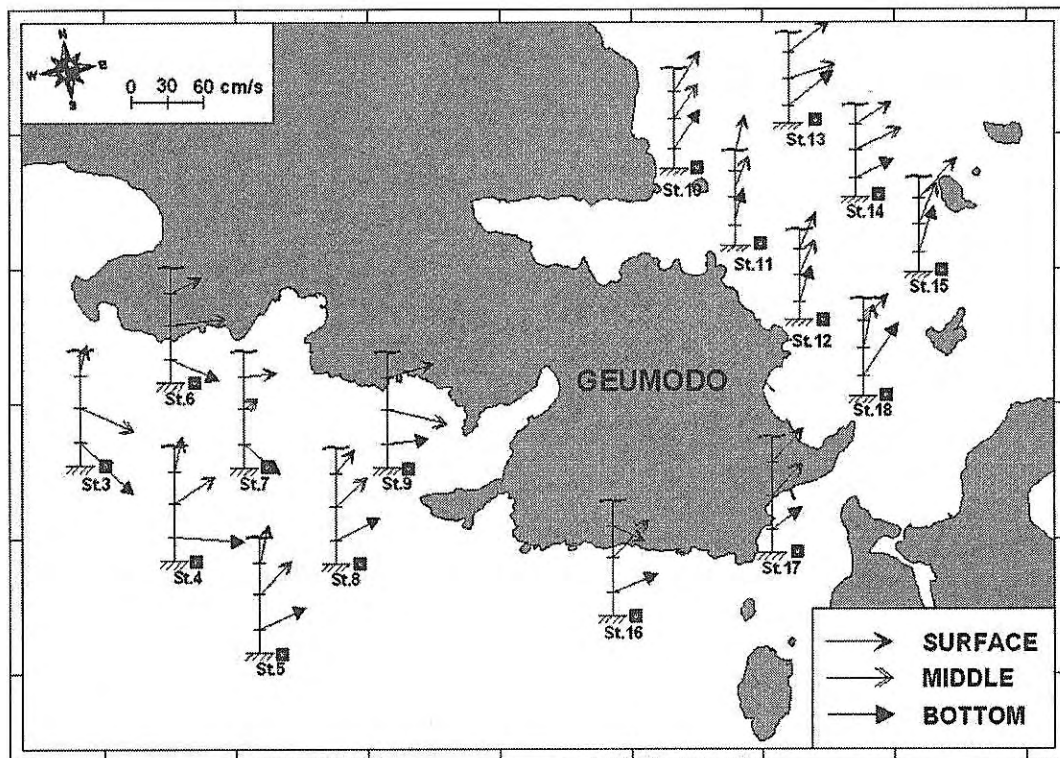 N
W E
S
0 30 60 cm/s
St.13
St.10
St.14
St.11
St.15
St.12
St.6
GEUMODO
St.18
St.3
St.7
St.9
St.4
St.8
St.17
St.16
St.5
SURFACE
MIDDLE
BOTTOM